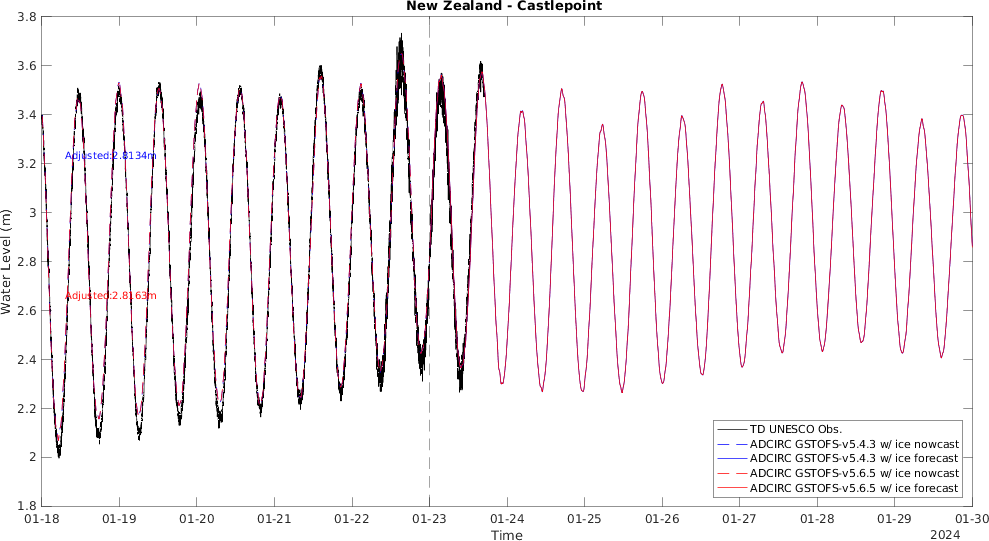 New Zealand - Castlepoint
3.8
3.6
3.4
3.2
3
2.8
2.6
2.4
2.2
2
1.8
Water Level (m)
Adjusted:2.8134m
Adjusted:2.8163m
TD UNESCO Obs.
ADCIRC GSTOFS-v5.4.3 w/ ice nowcast
ADCIRC GSTOFS-v5.4.3 w/ ice forecast
ADCIRC GSTOFS-v5.6.5 w/ ice nowcast
ADCIRC GSTOFS-v5.6.5 w/ ice forecast
01-18 01-19 01-20 01-21 01-22 01-23 01-24 01-25 01-26 01-27 01-28 01-29 01-30
Time
2024